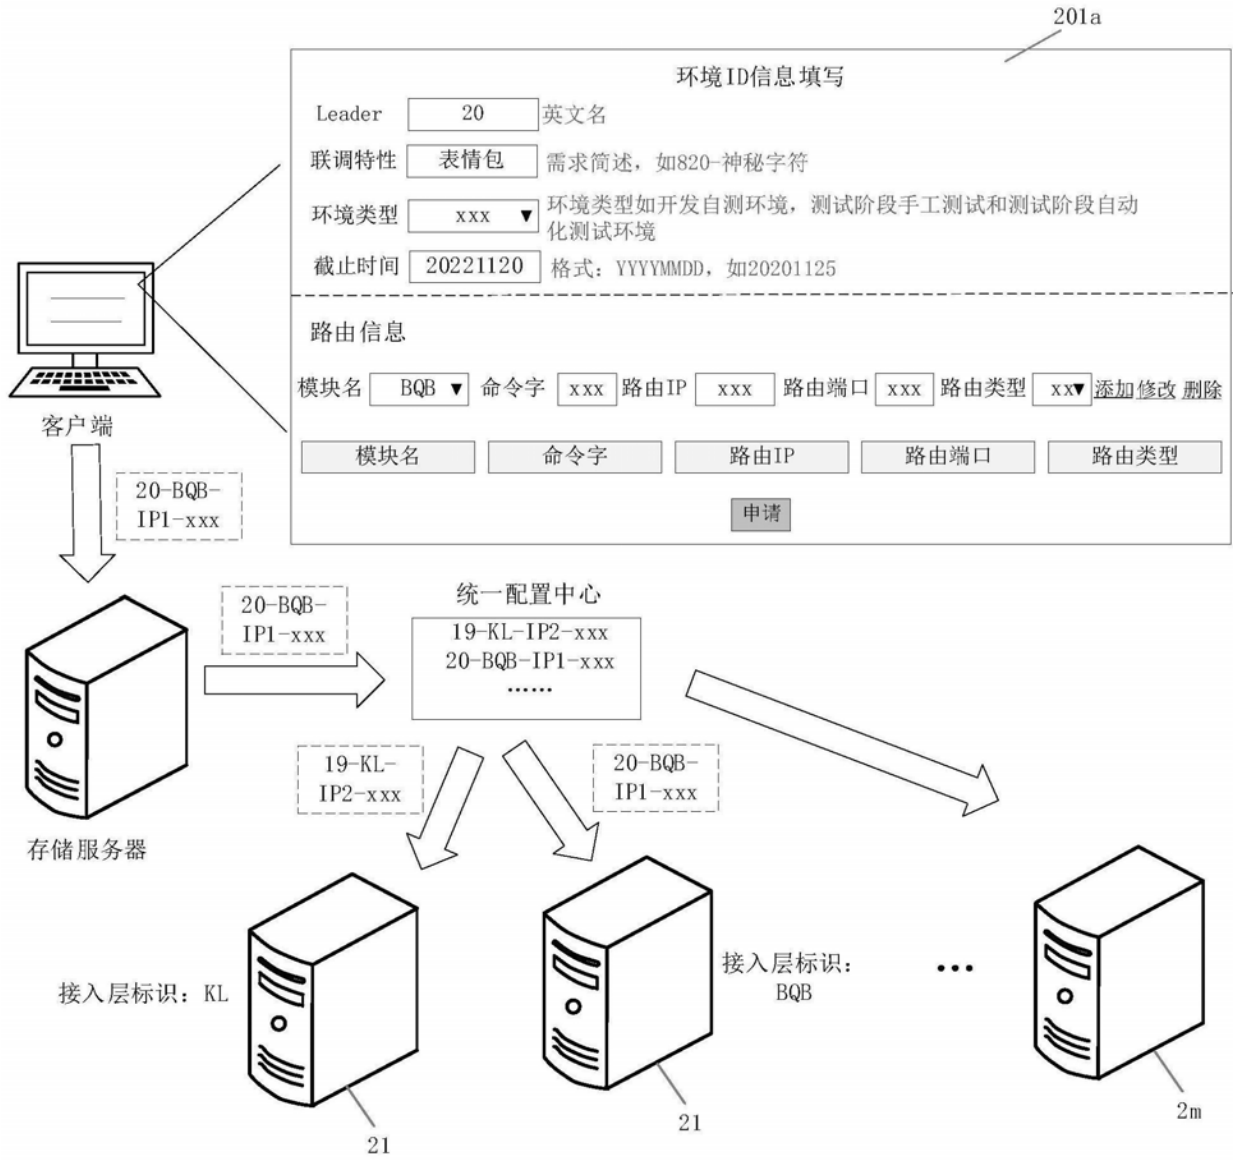 201a
环境ID信息填写
Leader 20 英文名
联调特性 表情包 需求简述，如820-神秘字符
环境类型 xxx ▼ 环境类型如开发自测环境，测试阶段手工测试和测试阶段自动
化测试环境
截止时间 20221120 格式：YYYYMMDD，如20201125
路由信息
模块名 BQB ▼ 命令字 xxx 路由IP xxx 路由端口 xxx 路由类型 xx▼ 添加 修改 删除
模块名 命令字 路由IP 路由端口 路由类型
申请
客户端
20-BQB-
IP1-xxx
20-BQB-
IP1-xxx
统一配置中心
19-KL-IP2-xxx
20-BQB-IP1-xxx
……
存储服务器
19-KL-
IP2-xxx
20-BQB-
IP1-xxx
接入层标识：KL
接入层标识：
BQB
…
21
21
2m